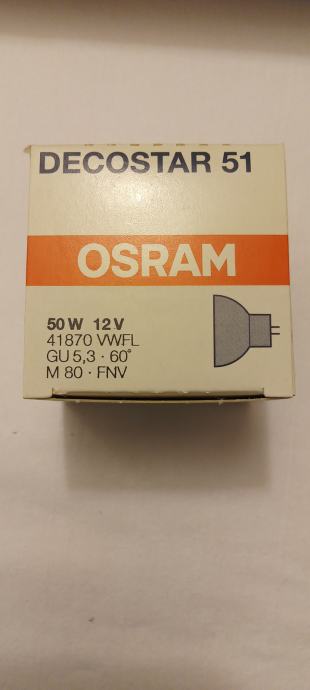 DECOSTAR 51
OSRAM
50 W 12 V
41870 VWFL
GU 5,3 · 60°
M 80 · FNV